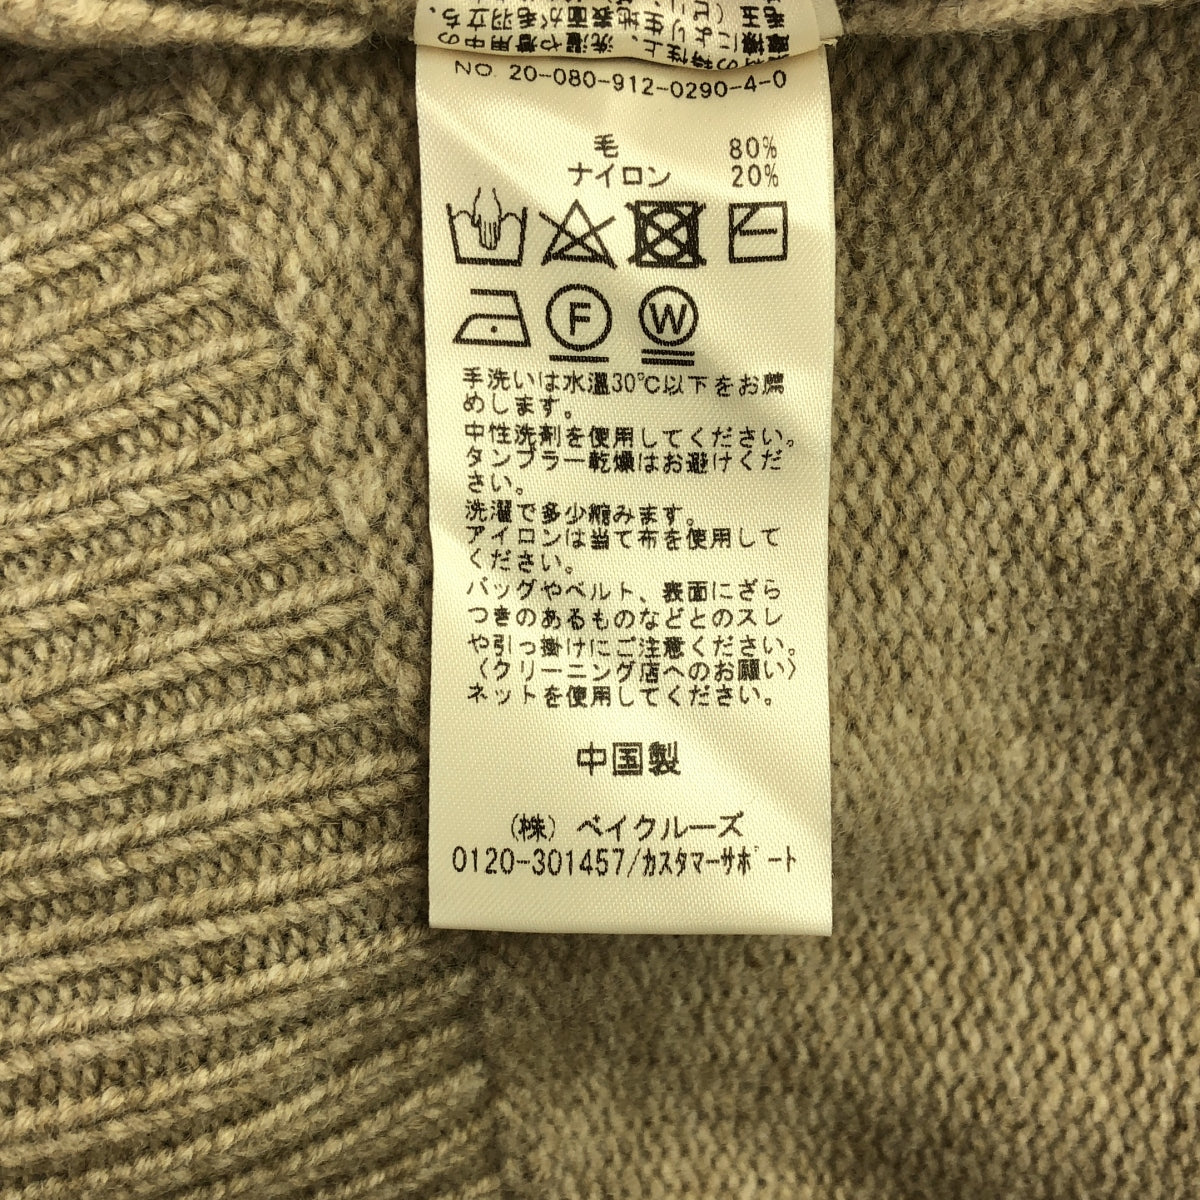 NO. 20-080-912-0290-4-0
毛 80%
ナイロン 20%
F W
手洗いは水温30℃以下をお薦
めします。
中性洗剤を使用してください。
タンブラー乾燥はお避けくだ
さい。
洗濯で多少縮みます。
アイロンは当て布を使用して
ください。
バッグやベルト、表面にざら
つきのあるものなどとのスレ
や引っ掛けにご注意ください。
〈クリーニング店へのお願い〉
ネットを使用してください。
中国製
(株) ベイクルーズ
0120-301457/カスタマーサポート